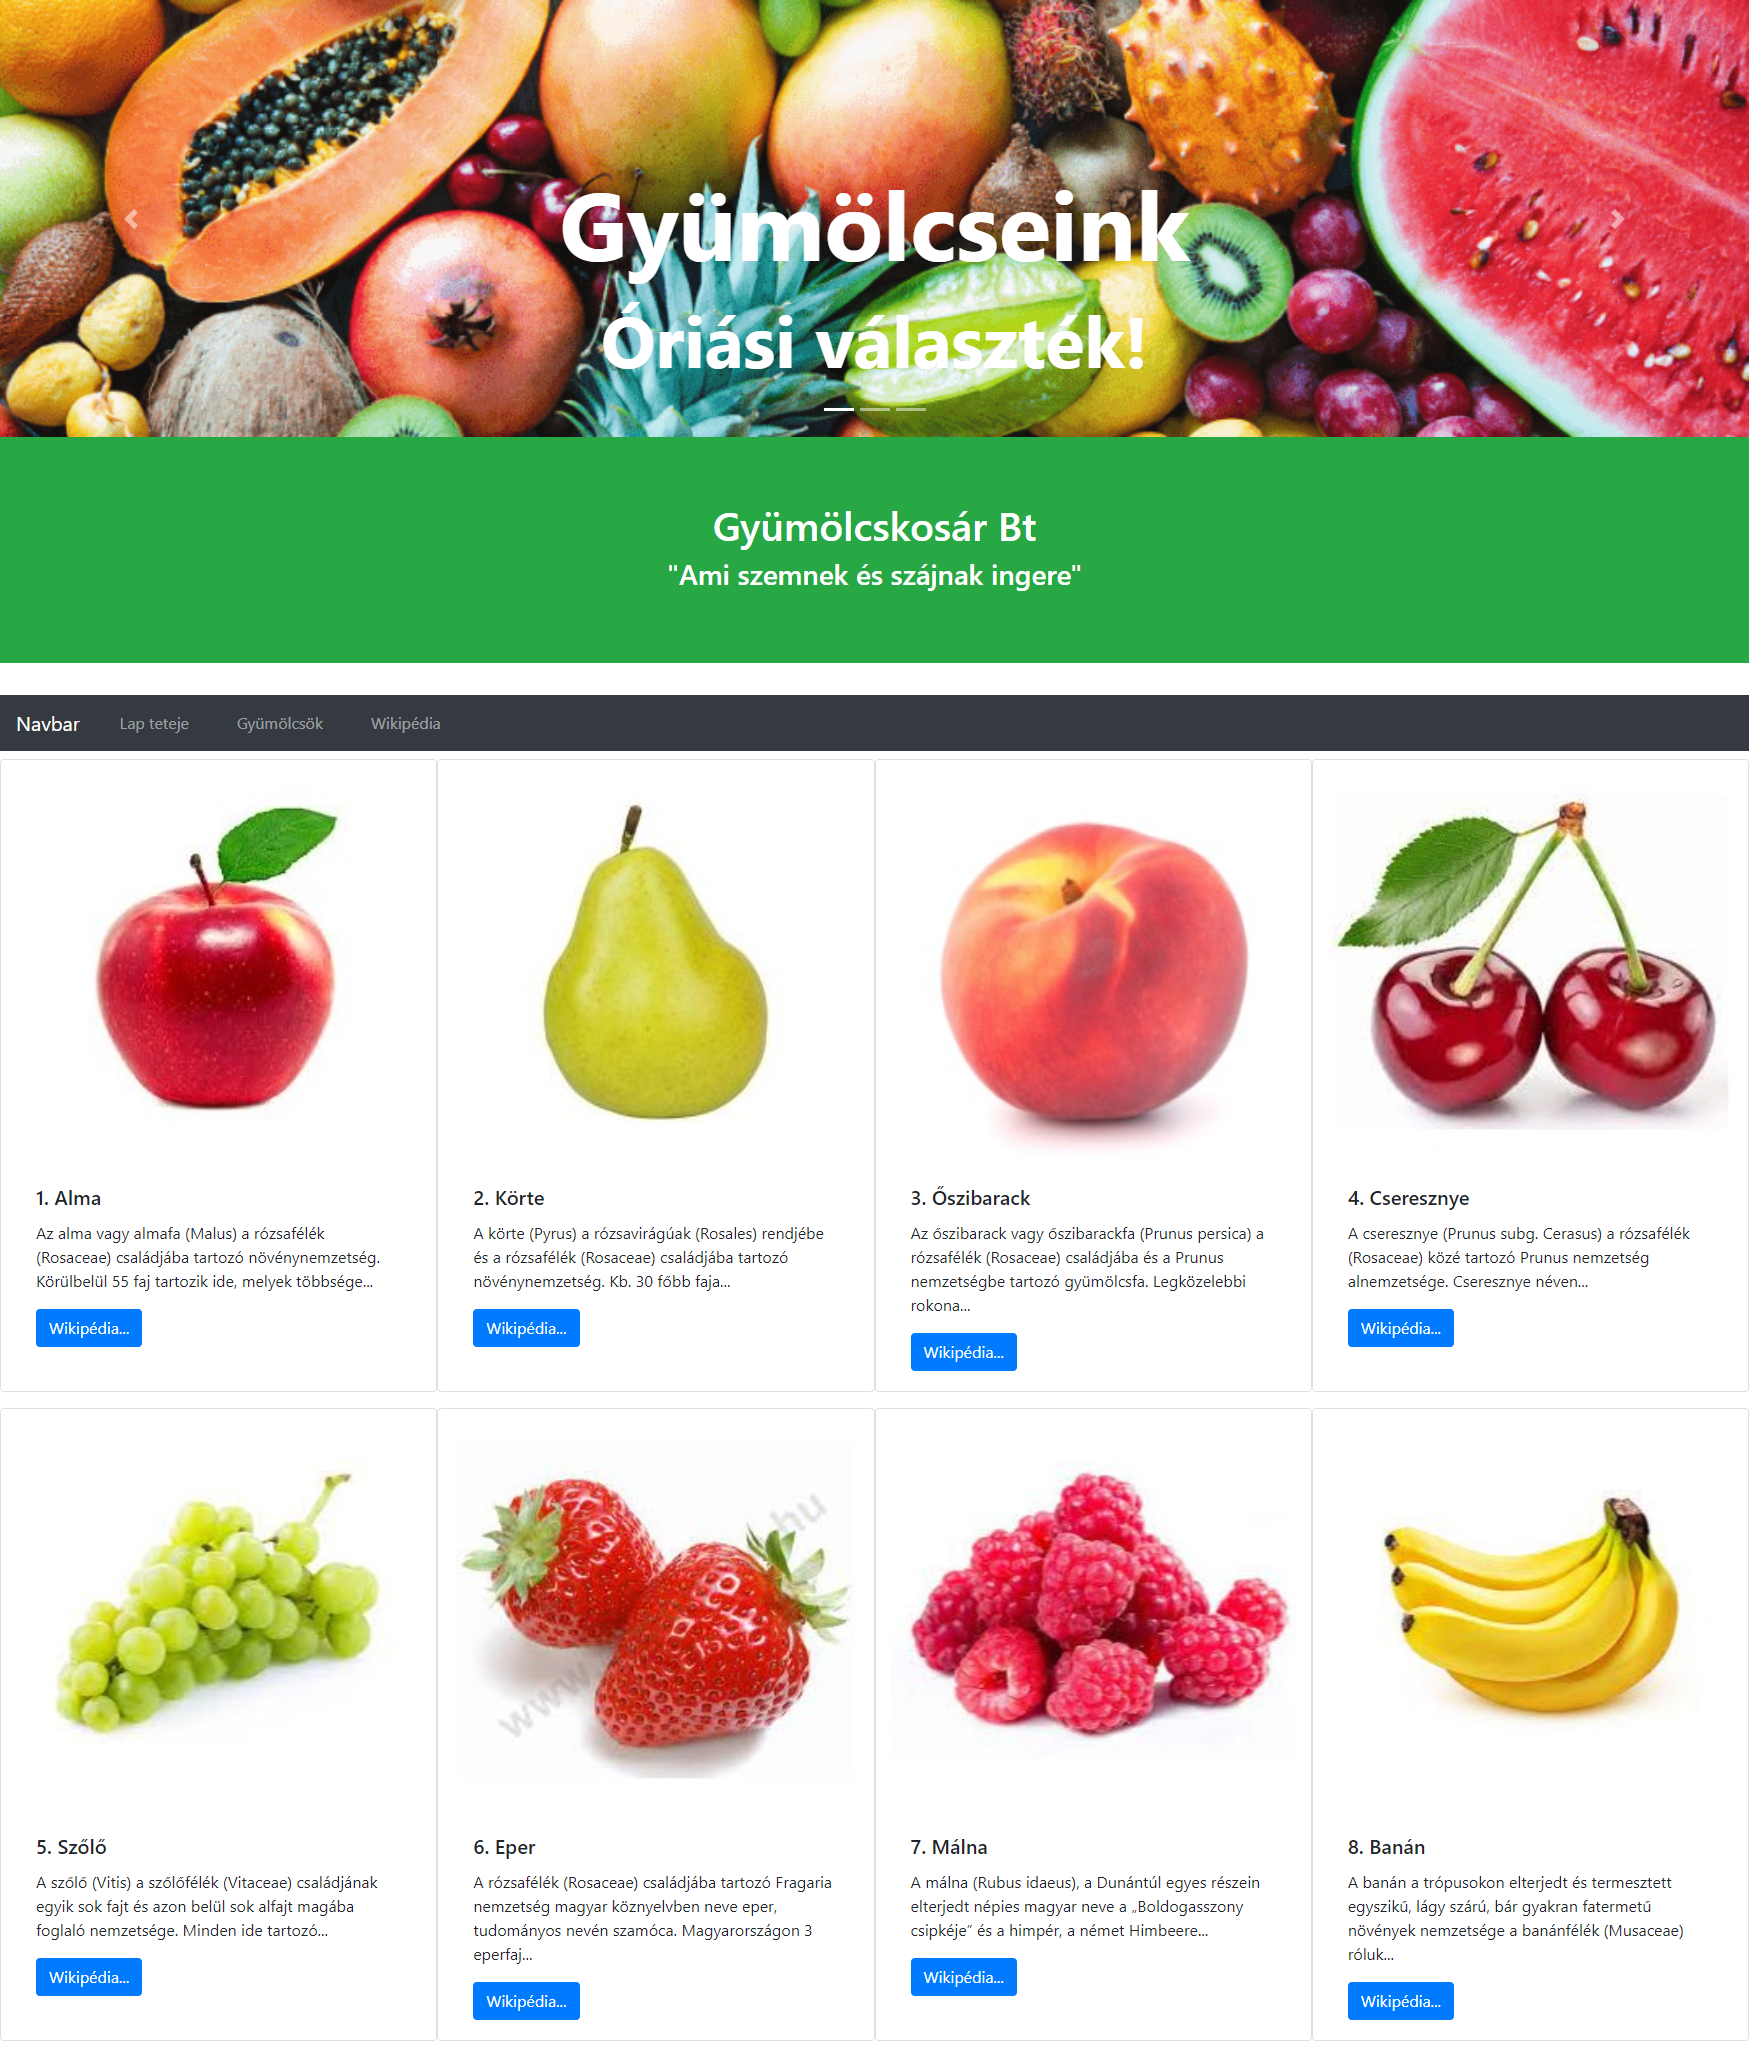 Gyümölcseink
Óriási választék!
Gyümölcskosár Bt
"Ami szemnek és szájnak ingere"
Navbar Lap teteje Gyümölcsök Wikipédia
1. Alma
Az alma vagy almafa (Malus) a rózsafélék
(Rosaceae) családjába tartozó növénynemzetség.
Körülbelül 55 faj tartozik ide, melyek többsége...
Wikipédia...
2. Körte
A körte (Pyrus) a rózsavirágúak (Rosales) rendjébe
és a rózsafélék (Rosaceae) családjába tartozó
növénynemzetség. Kb. 30 főbb faja...
Wikipédia...
3. Őszibarack
Az őszibarack vagy őszibarackfa (Prunus persica) a
rózsafélék (Rosaceae) családjába és a Prunus
nemzetségbe tartozó gyümölcsfa. Legközelebbi
rokona...
Wikipédia...
4. Cseresznye
A cseresznye (Prunus subg. Cerasus) a rózsafélék
(Rosaceae) közé tartozó Prunus nemzetség
alnemzetsége. Cseresznye néven...
Wikipédia...
5. Szőlő
A szőlő (Vitis) a szőlőfélék (Vitaceae) családjának
egyik sok fajt és azon belül sok alfajt magába
foglaló nemzetsége. Minden ide tartozó...
Wikipédia...
6. Eper
A rózsafélék (Rosaceae) családjába tartozó Fragaria
nemzetség magyar köznyelvben neve eper,
tudományos nevén szamóca. Magyarországon 3
eperfaj...
Wikipédia...
7. Málna
A málna (Rubus idaeus), a Dunántúl egyes részein
elterjedt népies magyar neve a „Boldogasszony
csipkéje” és a himpér, a német Himbeere...
Wikipédia...
8. Banán
A banán a trópusokon elterjedt és termesztett
egyszikű, lágy szárú, bár gyakran fatermetű
növények nemzetsége a banánfélék (Musaceae)
róluk...
Wikipédia...